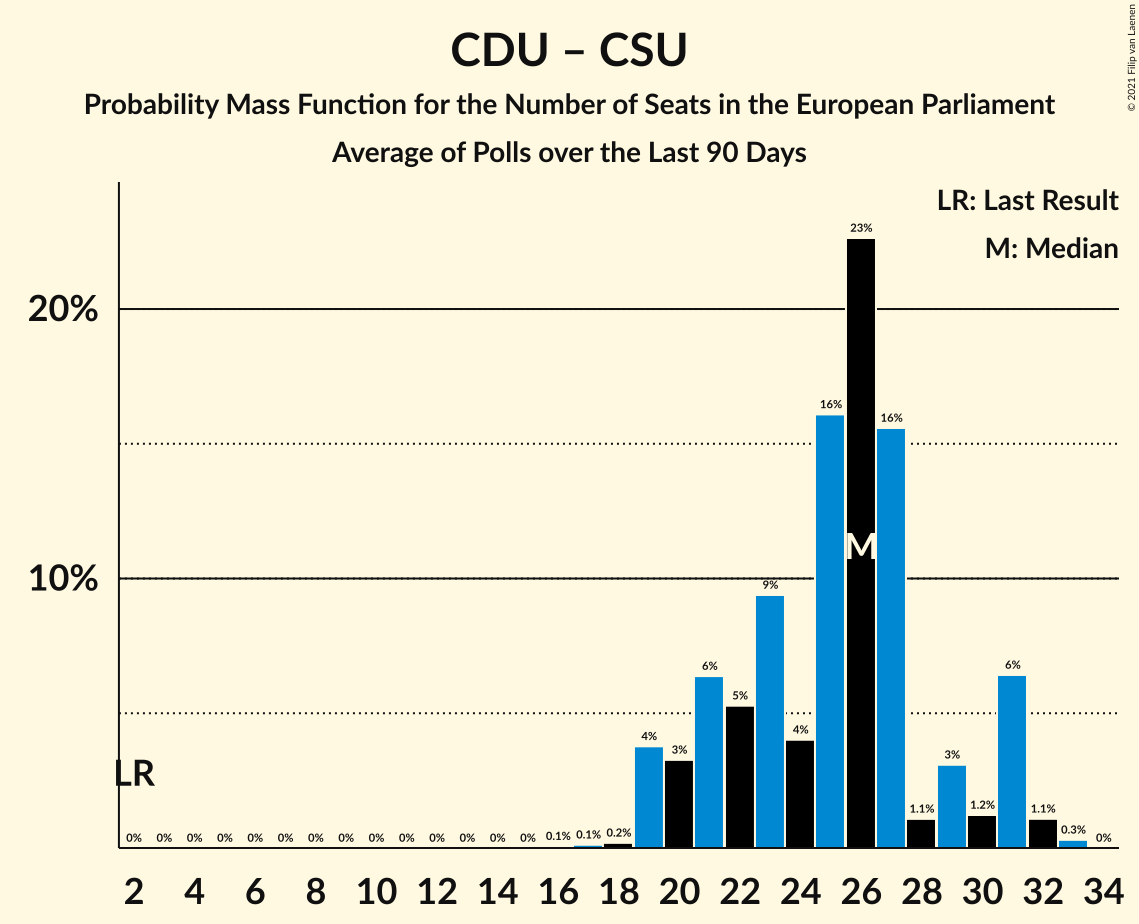 CDU – CSU
Probability Mass Function for the Number of Seats in the European Parliament
Average of Polls over the Last 90 Days
© 2021 Filip van Laenen
LR: Last Result
M: Median
20%
10%
23%
16%
16%
M
9%
6%
6%
5%
4%
4%
3%
3%
LR
0% 0% 0% 0% 0% 0% 0% 0% 0% 0% 0% 0% 0% 0% 0.1% 0.1% 0.2% 1.1% 1.2% 1.1% 0.3% 0%
2 4 6 8 10 12 14 16 18 20 22 24 26 28 30 32 34